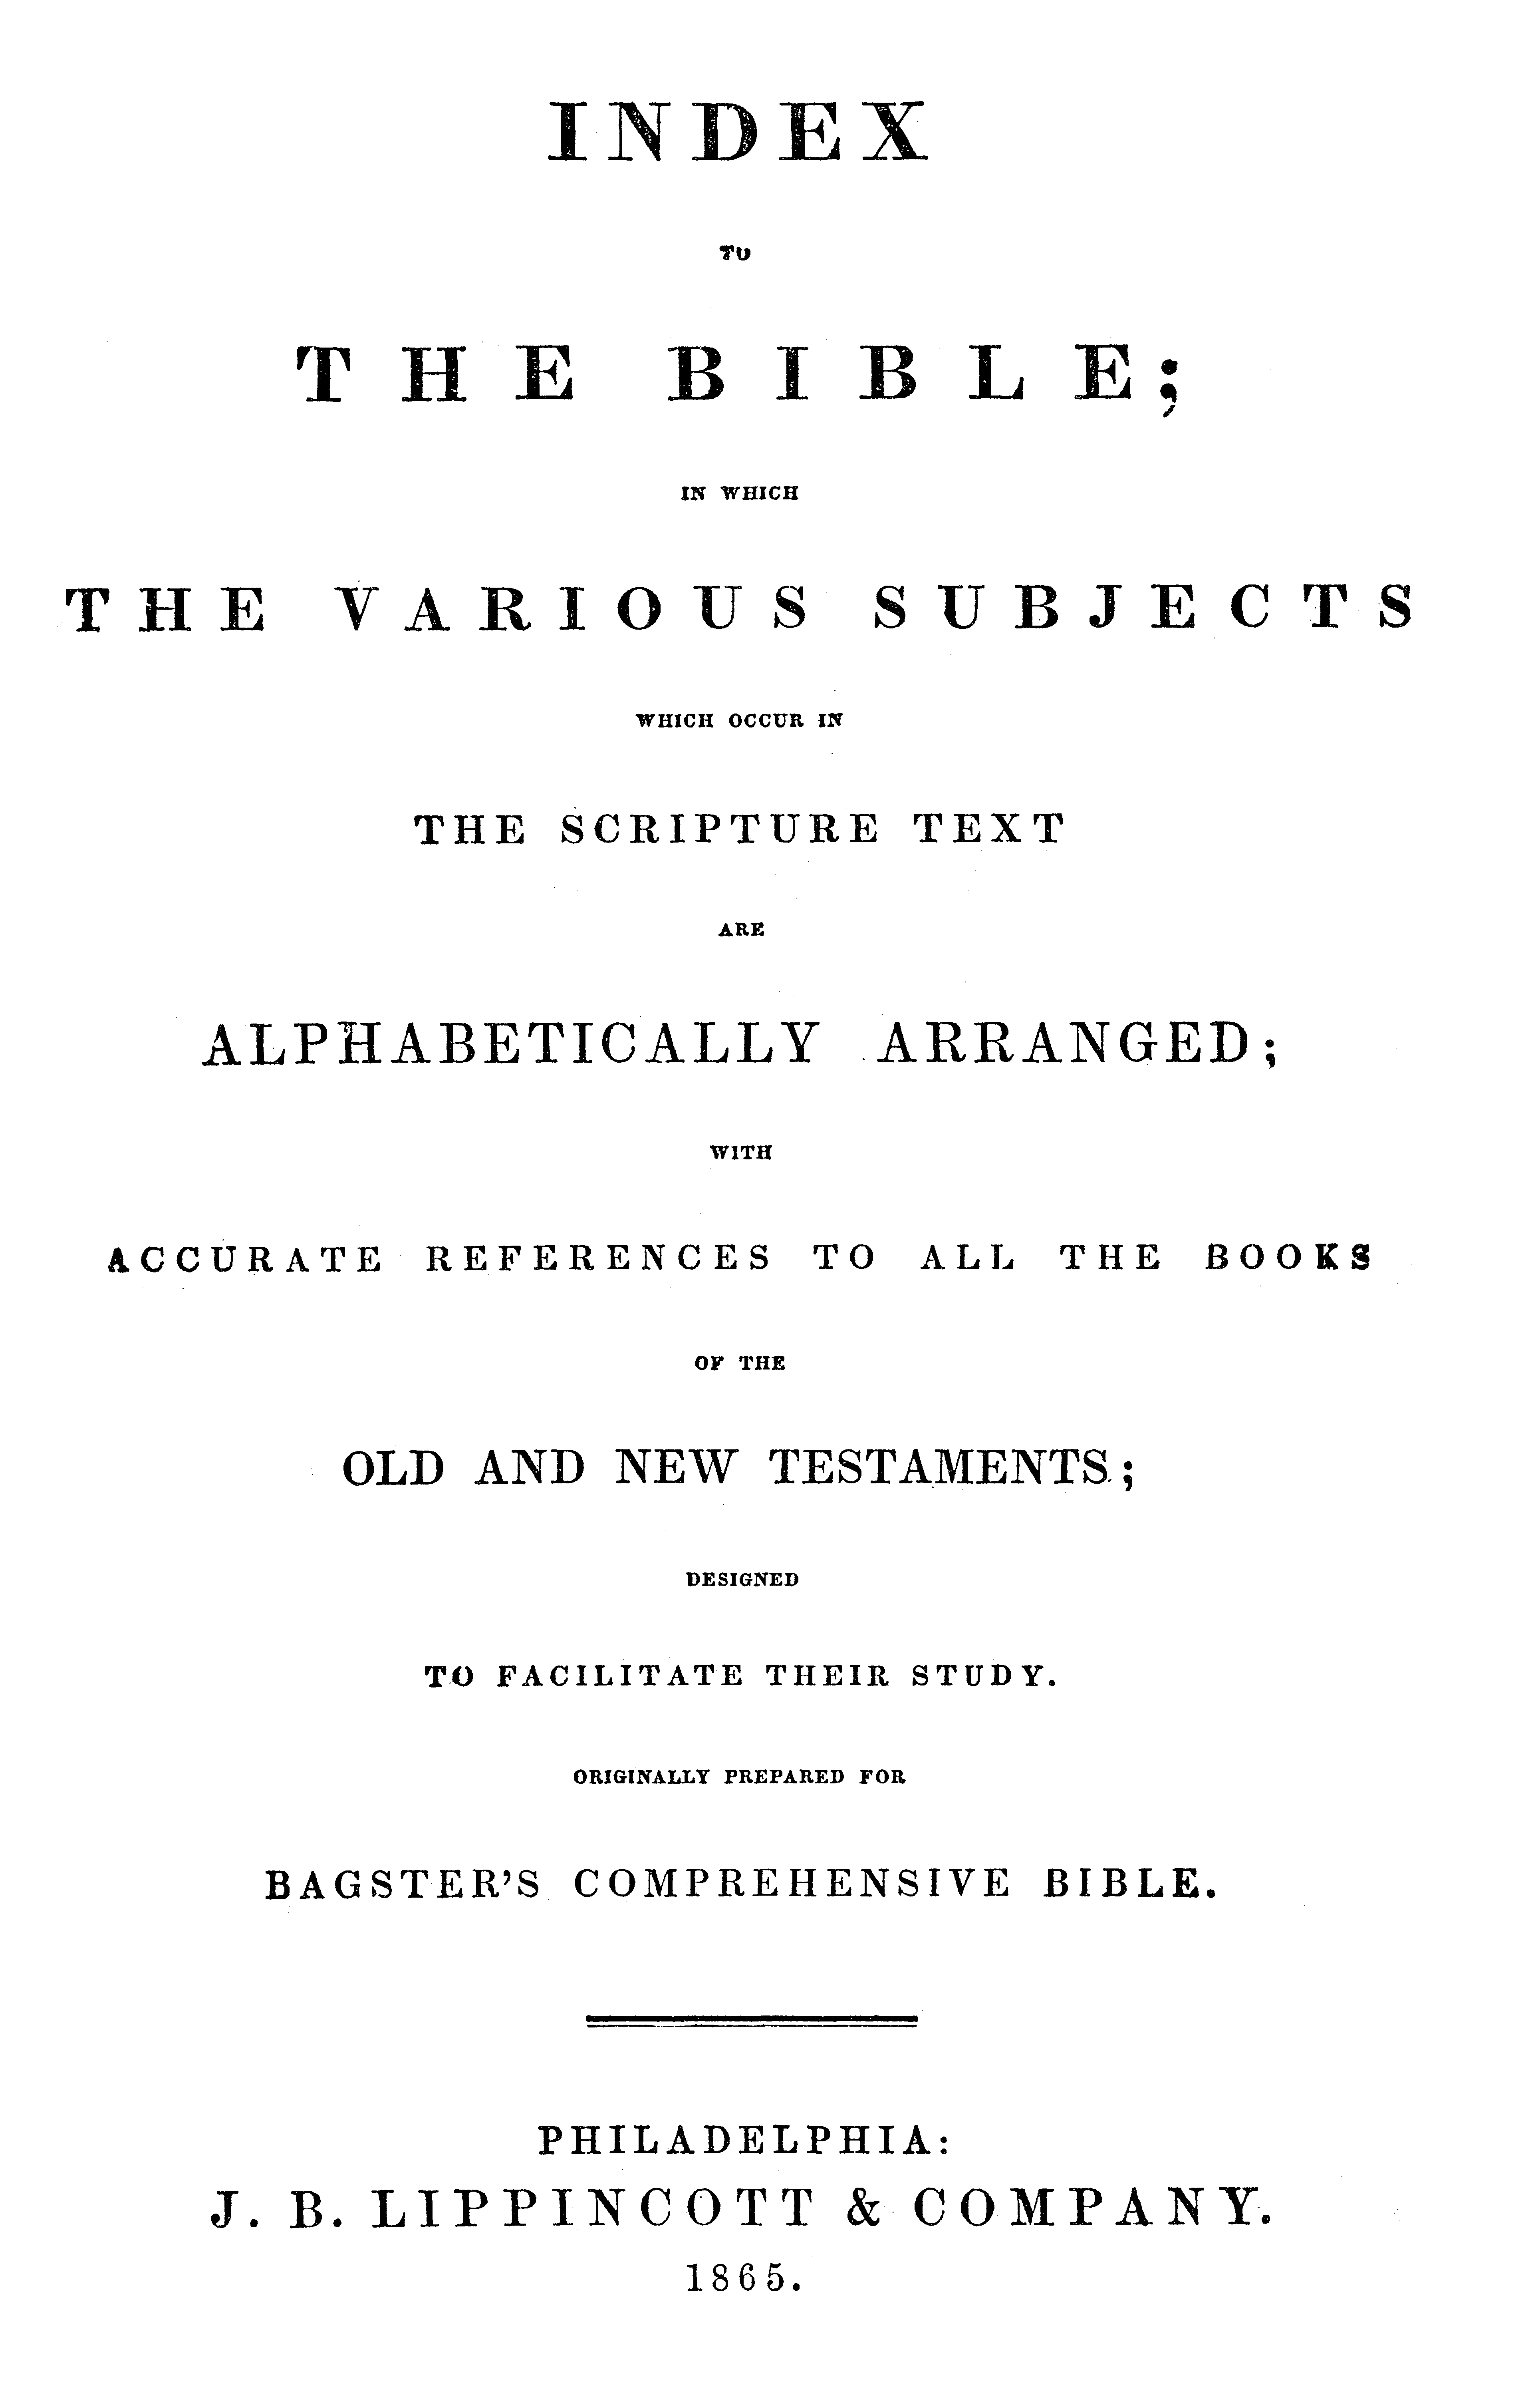 INDEX
TO
THE BIBLE;
IN WHICH
THE VARIOUS SUBJECTS
WHICH OCCUR IN
THE SCRIPTURE TEXT
ARE
ALPHABETICALLY ARRANGED;
WITH
ACCURATE REFERENCES TO ALL THE BOOKS
OF THE
OLD AND NEW TESTAMENTS;
DESIGNED
TO FACILITATE THEIR STUDY.
ORIGINALLY PREPARED FOR
BAGSTER'S COMPREHENSIVE BIBLE.
PHILADELPHIA:
J. B. LIPPINCOTT & COMPANY.
1865.